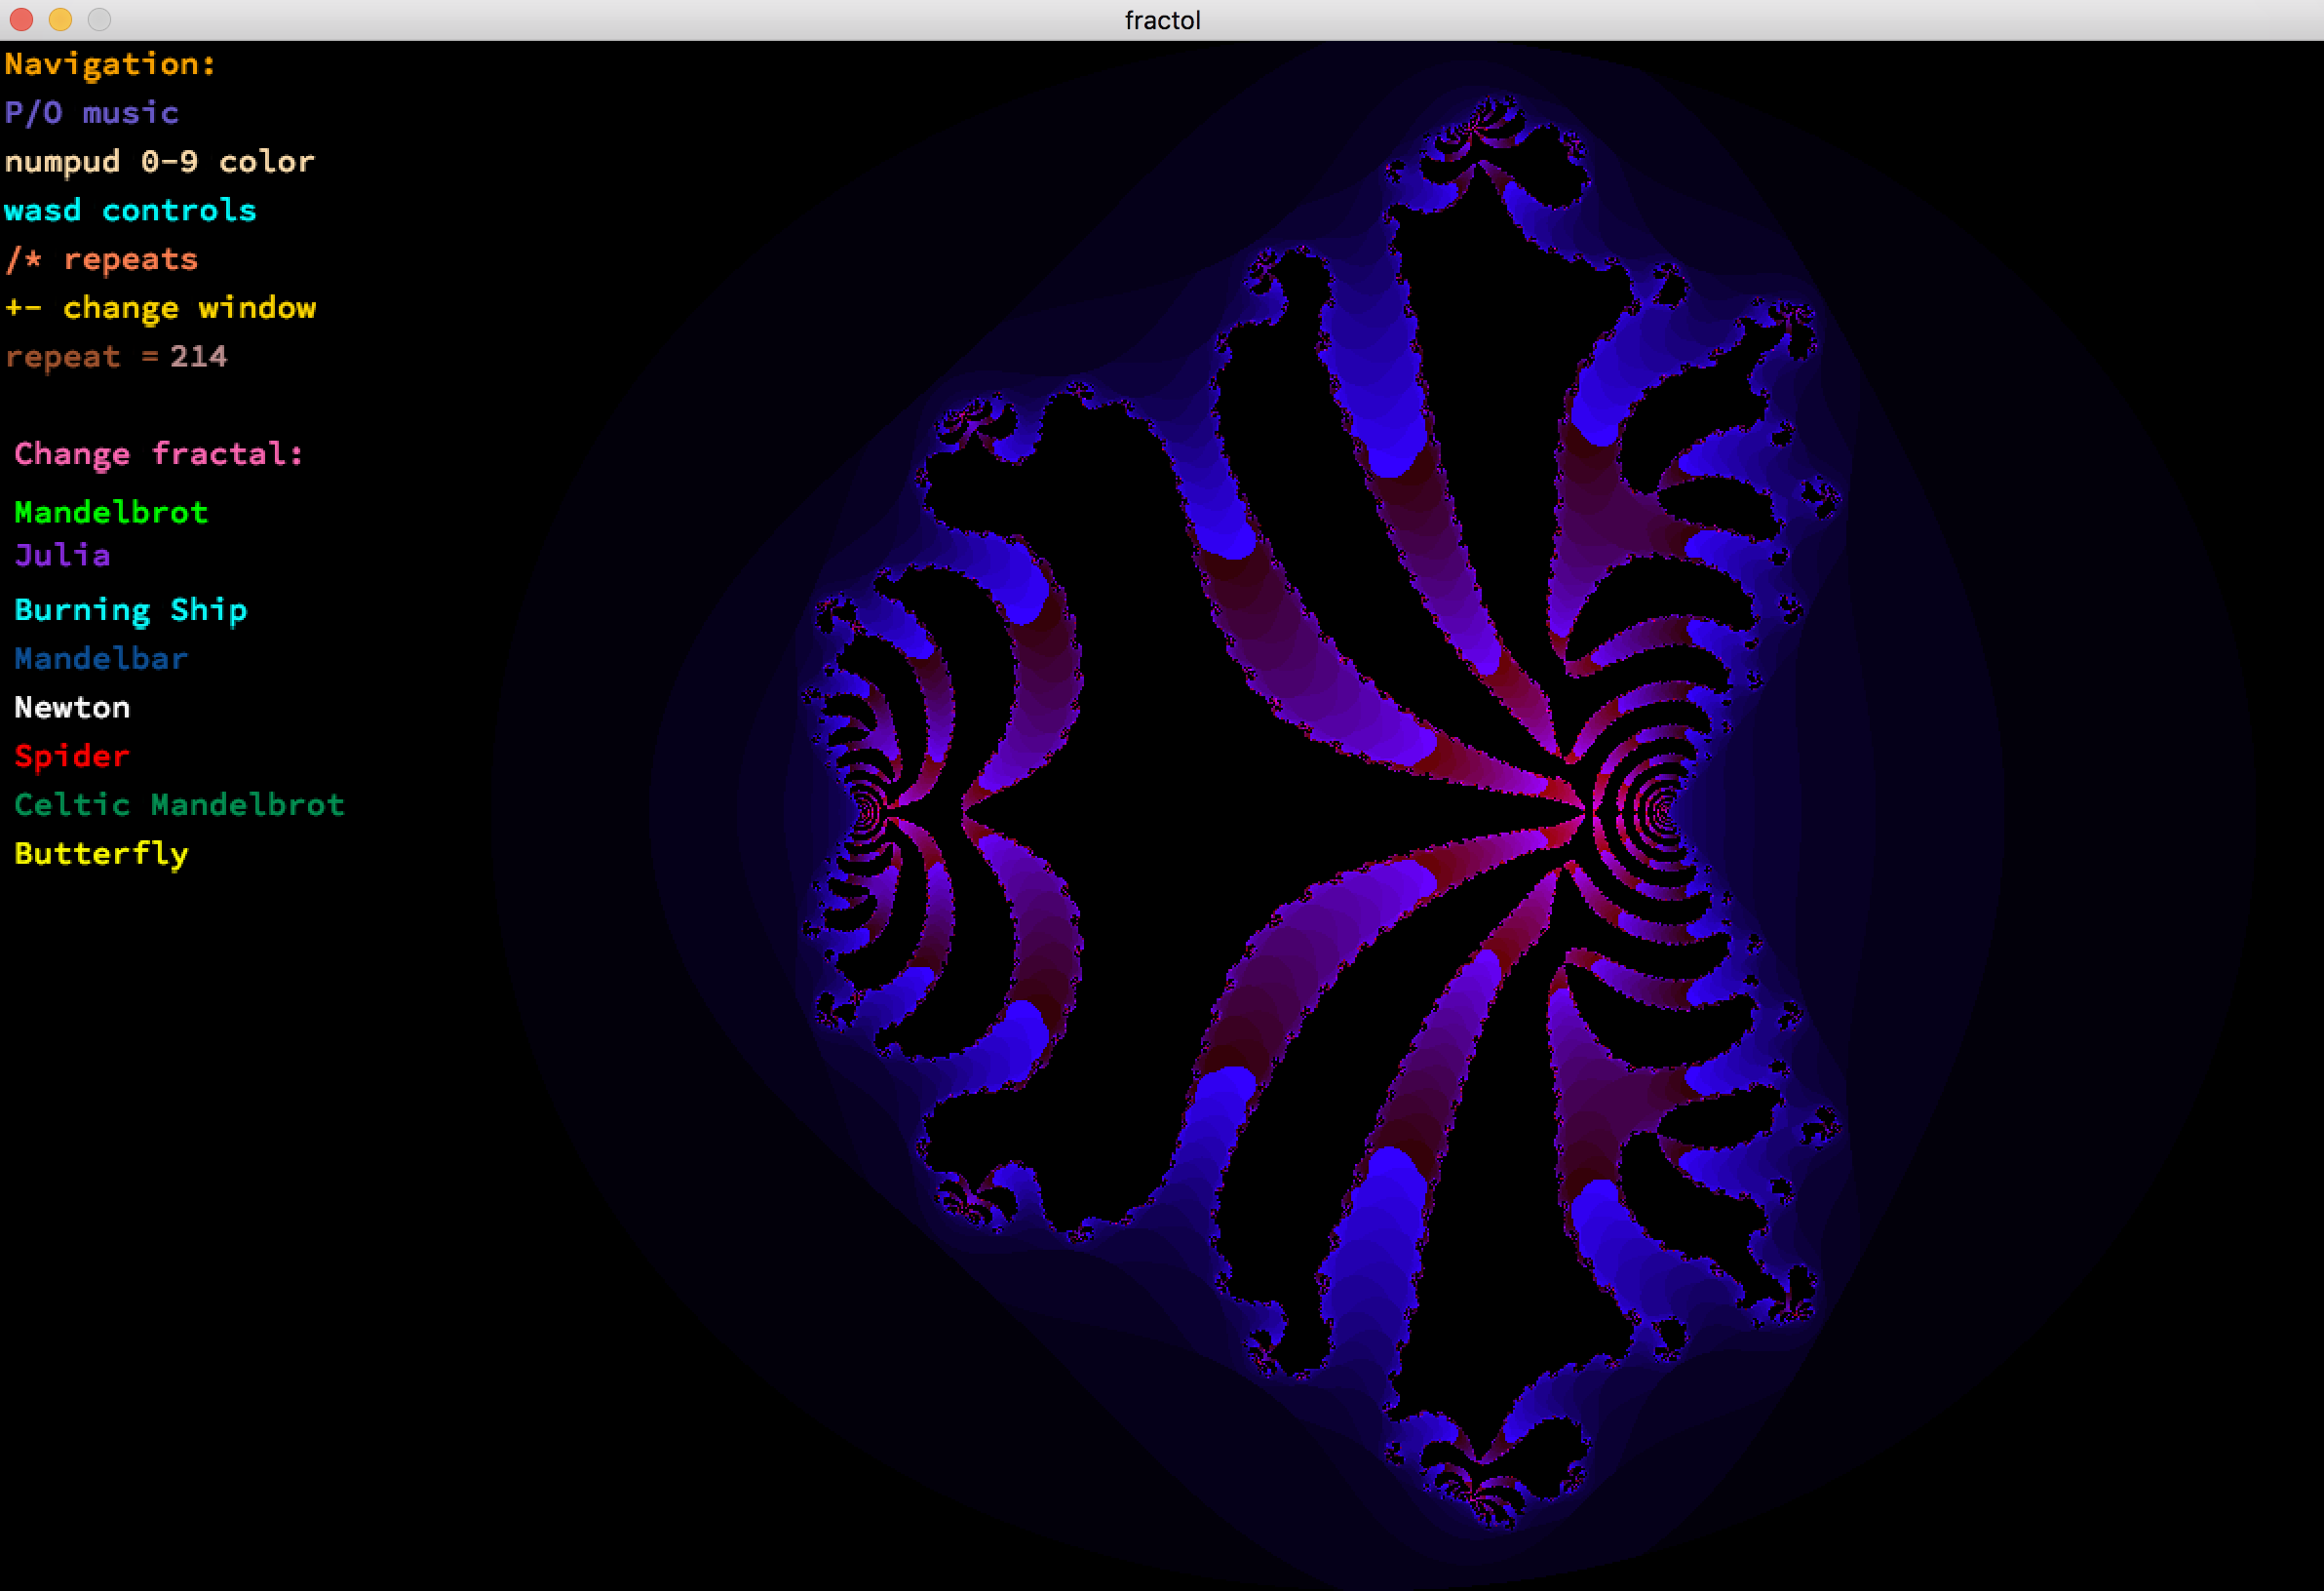 fractol
Navigation:
P/O music
numpud 0-9 color
wasd controls
/* repeats
+- change window
repeat = 214
Change fractal:
Mandelbrot
Julia
Burning Ship
Mandelbar
Newton
Spider
Celtic Mandelbrot
Butterfly